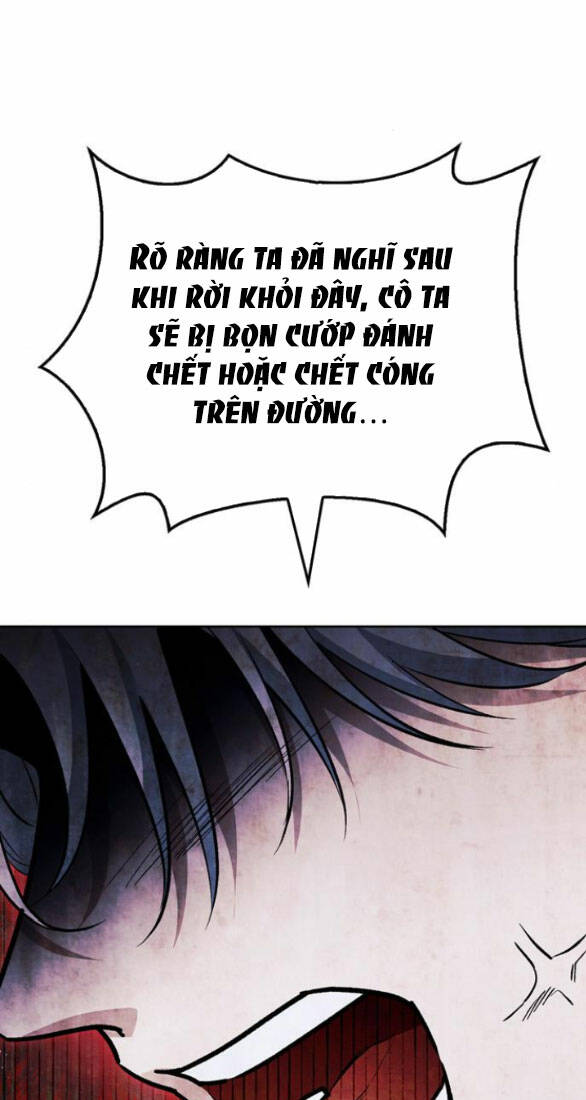 RÕ RÀNG TA ĐÃ NGHĨ SAU
KHI RỜI KHỎI ĐÂY, CÔ TA
SẼ BỊ BỌN CƯỚP ĐÁNH
CHẾT HOẶC CHẾT CÓNG
TRÊN ĐƯỜNG...